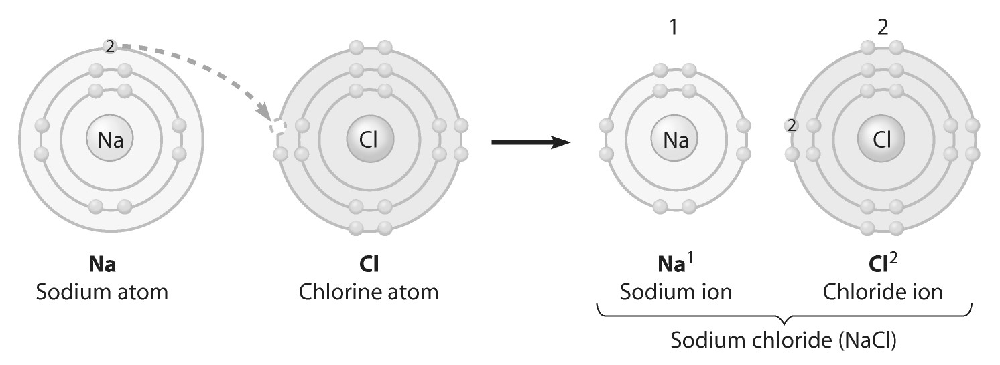 1
2
2
2
Na
Cl
Na
Cl
Na
Cl
Na1
Cl2
Sodium atom
Chlorine atom
Sodium ion
Chloride ion
Sodium chloride (NaCl)